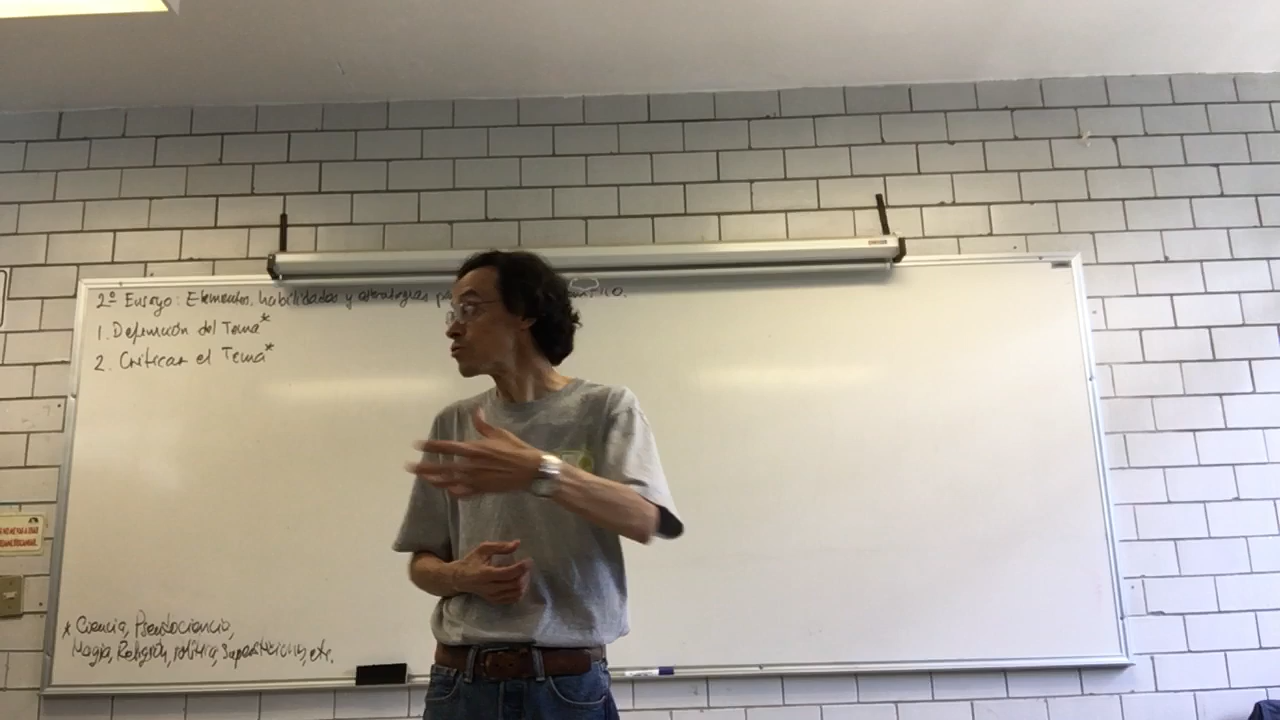 2º Ensayo: Elementos, habilidades y estrategias
1. Definición del Tema*
2. Criticar el Tema*
* Ciencia, Pseudociencia,
Magia, Religión, política, Supersticiones, etc.